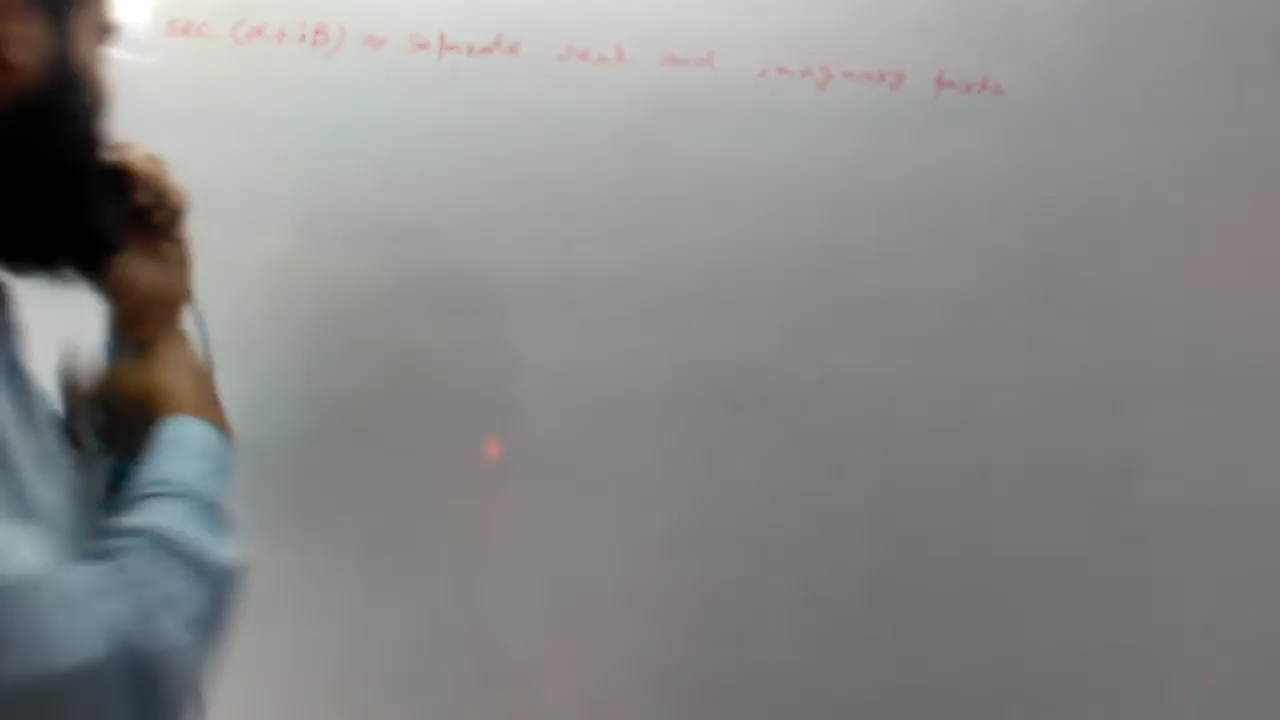 sec (α+iβ) ⇒ separate real and imaginary parts